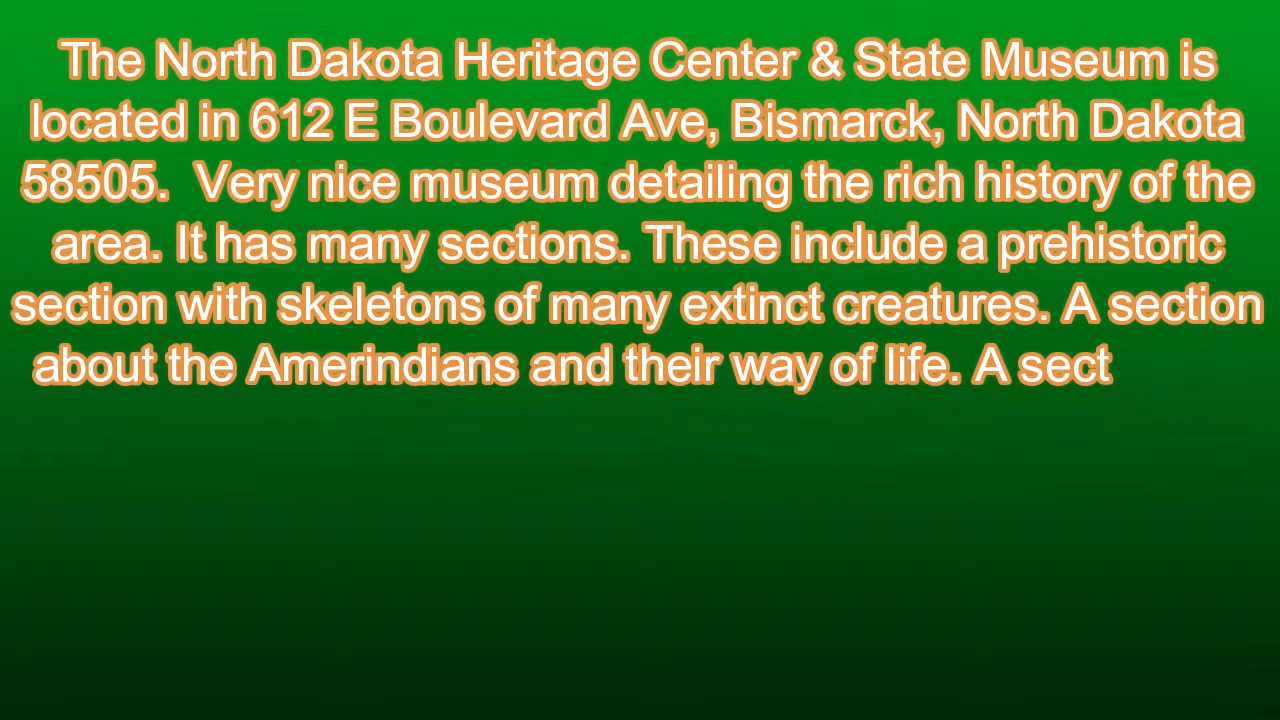 The North Dakota Heritage Center & State Museum is
located in 612 E Boulevard Ave, Bismarck, North Dakota
58505.  Very nice museum detailing the rich history of the
area. It has many sections. These include a prehistoric
section with skeletons of many extinct creatures. A section
about the Amerindians and their way of life. A sect